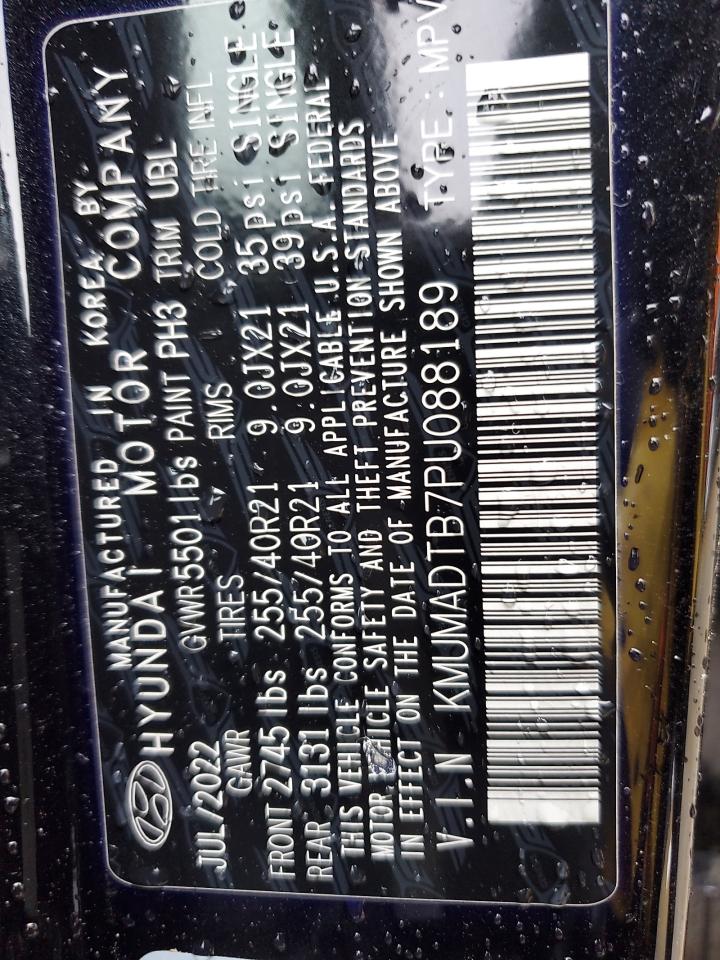 MANUFACTURED IN KOREA BY
HYUNDAI MOTOR COMPANY
JUL/2022 GVWR 5501 lbs PAINT PH3 TRIM UBL
GAWR TIRES RIMS COLD TIRE INFL
FRONT 2745 lbs 255/40R21 9.0JX21 35psi SINGLE
REAR 3131 lbs 255/40R21 9.0JX21 39psi SINGLE
THIS VEHICLE CONFORMS TO ALL APPLICABLE U.S.A. FEDERAL
MOTOR VEHICLE SAFETY AND THEFT PREVENTION STANDARDS
IN EFFECT ON THE DATE OF MANUFACTURE SHOWN ABOVE
V.I.N KMUMADTB7PU088189 TYPE : MPV